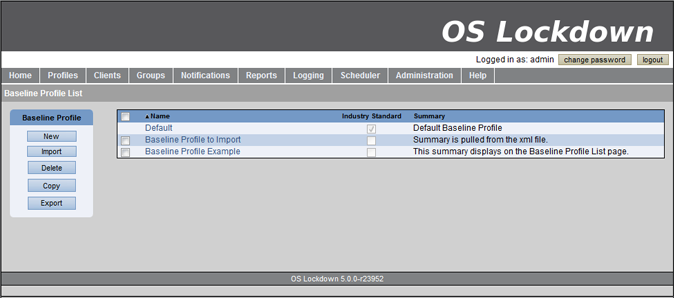 OS Lockdown
Logged in as: admin change password logout
Home Profiles Clients Groups Notifications Reports Logging Scheduler Administration Help
Baseline Profile List
Baseline Profile
New
Import
Delete
Copy
Export
▲Name Industry Standard Summary
Default Default Baseline Profile
Baseline Profile to Import Summary is pulled from the xml file.
Baseline Profile Example This summary displays on the Baseline Profile List page.
OS Lockdown 5.0.0-r23952